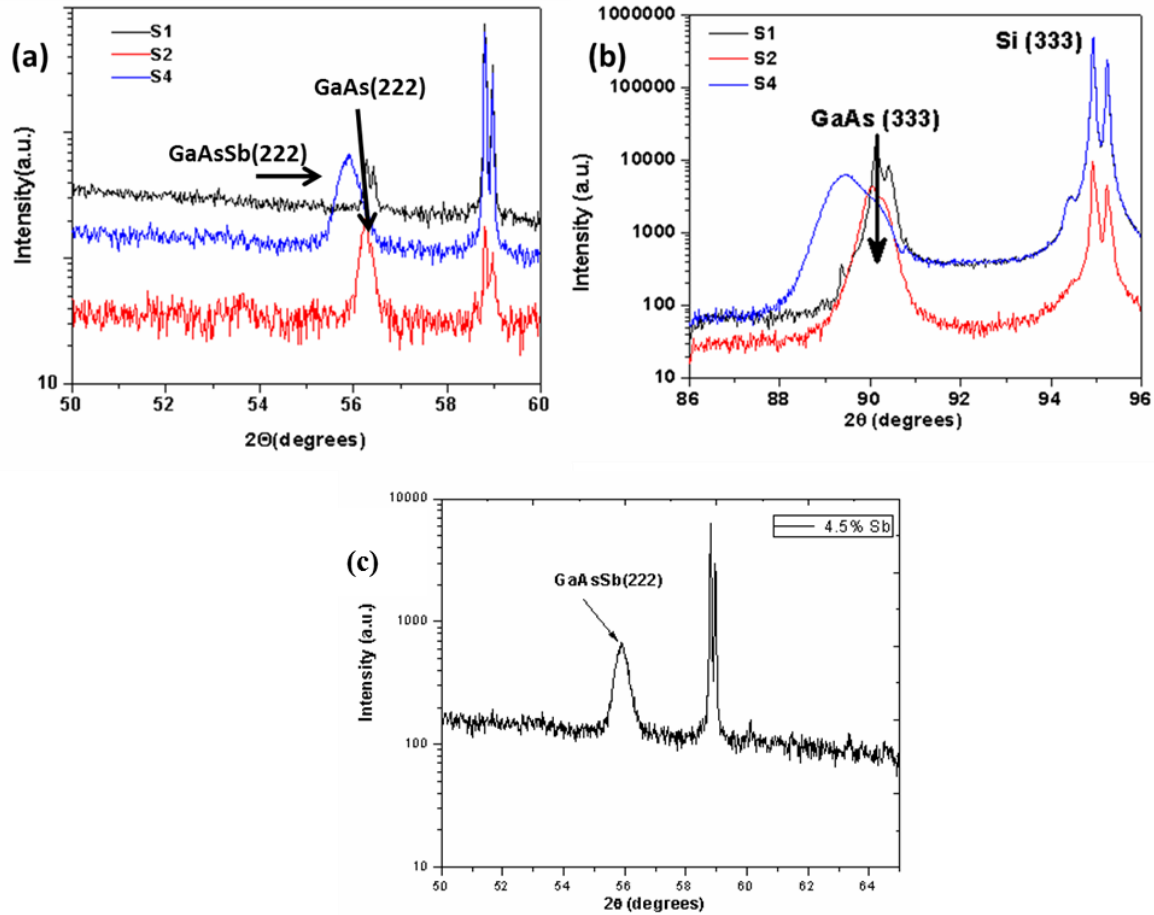 (a)
S1
S2
S4
GaAs(222)
GaAsSb(222)
Intensity(a.u.)
10
50 52 54 56 58 60
2Θ(degrees)
(b)
S1
S2
S4
Si (333)
GaAs (333)
Intensity (a.u.)
1000000
100000
10000
1000
100
10
86 88 90 92 94 96
2θ (degrees)
(c)
4.5% Sb
GaAsSb(222)
Intensity (a.u.)
10000
1000
100
10
50 52 54 56 58 60 62 64
2θ (degrees)